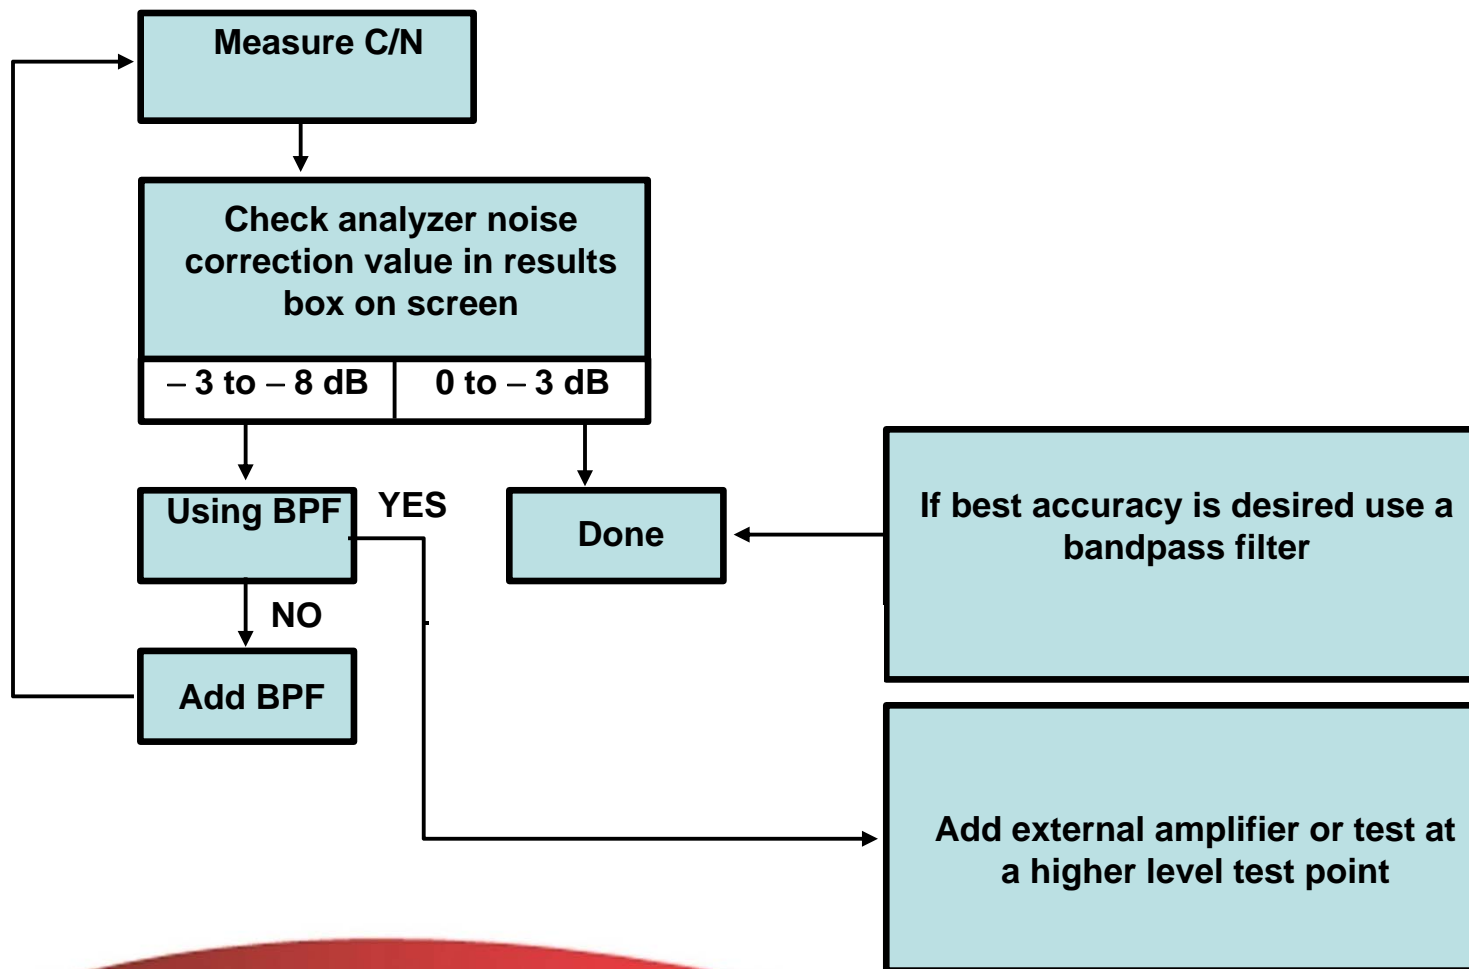 Measure C/N
Check analyzer noise
correction value in results
box on screen
– 3 to – 8 dB
0 to – 3 dB
Using BPF
YES
Done
If best accuracy is desired use a
bandpass filter
NO
Add BPF
Add external amplifier or test at
a higher level test point